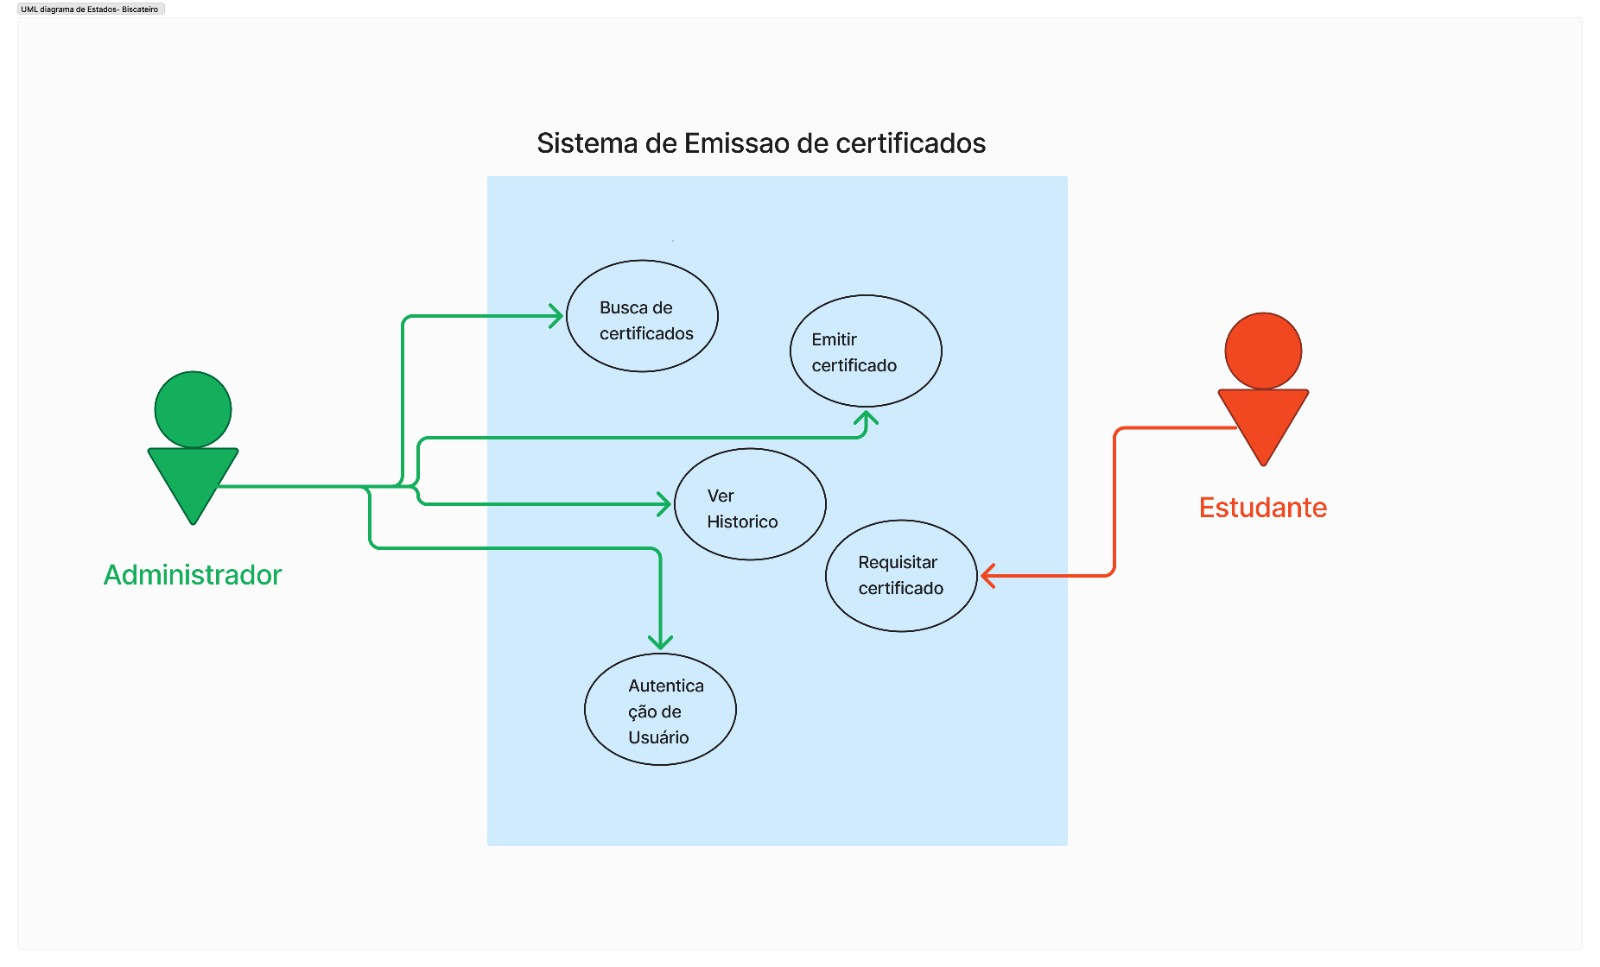 UML diagrama de Estados- Biscateiro
Sistema de Emissao de certificados
Busca de
certificados
Emitir
certificado
Ver
Historico
Requisitar
certificado
Autentica
ção de
Usuário
Administrador
Estudante